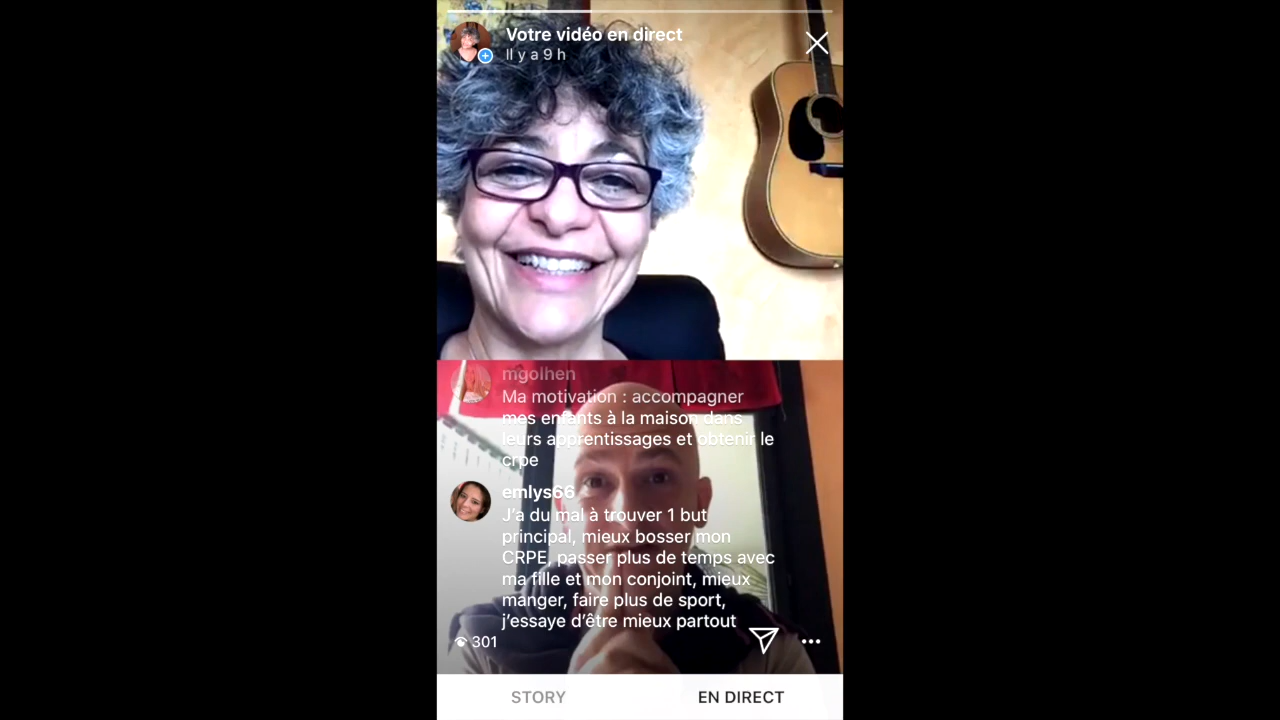 Votre vidéo en direct
Il y a 9 h
mgolhen
Ma motivation : accompagner
mes enfants à la maison dans
leurs apprentissages et obtenir le
crpe
emlys66
J'a du mal à trouver 1 but
principal, mieux bosser mon
CRPE, passer plus de temps avec
ma fille et mon conjoint, mieux
manger, faire plus de sport,
j'essaye d'être mieux partout
301
STORY
EN DIRECT